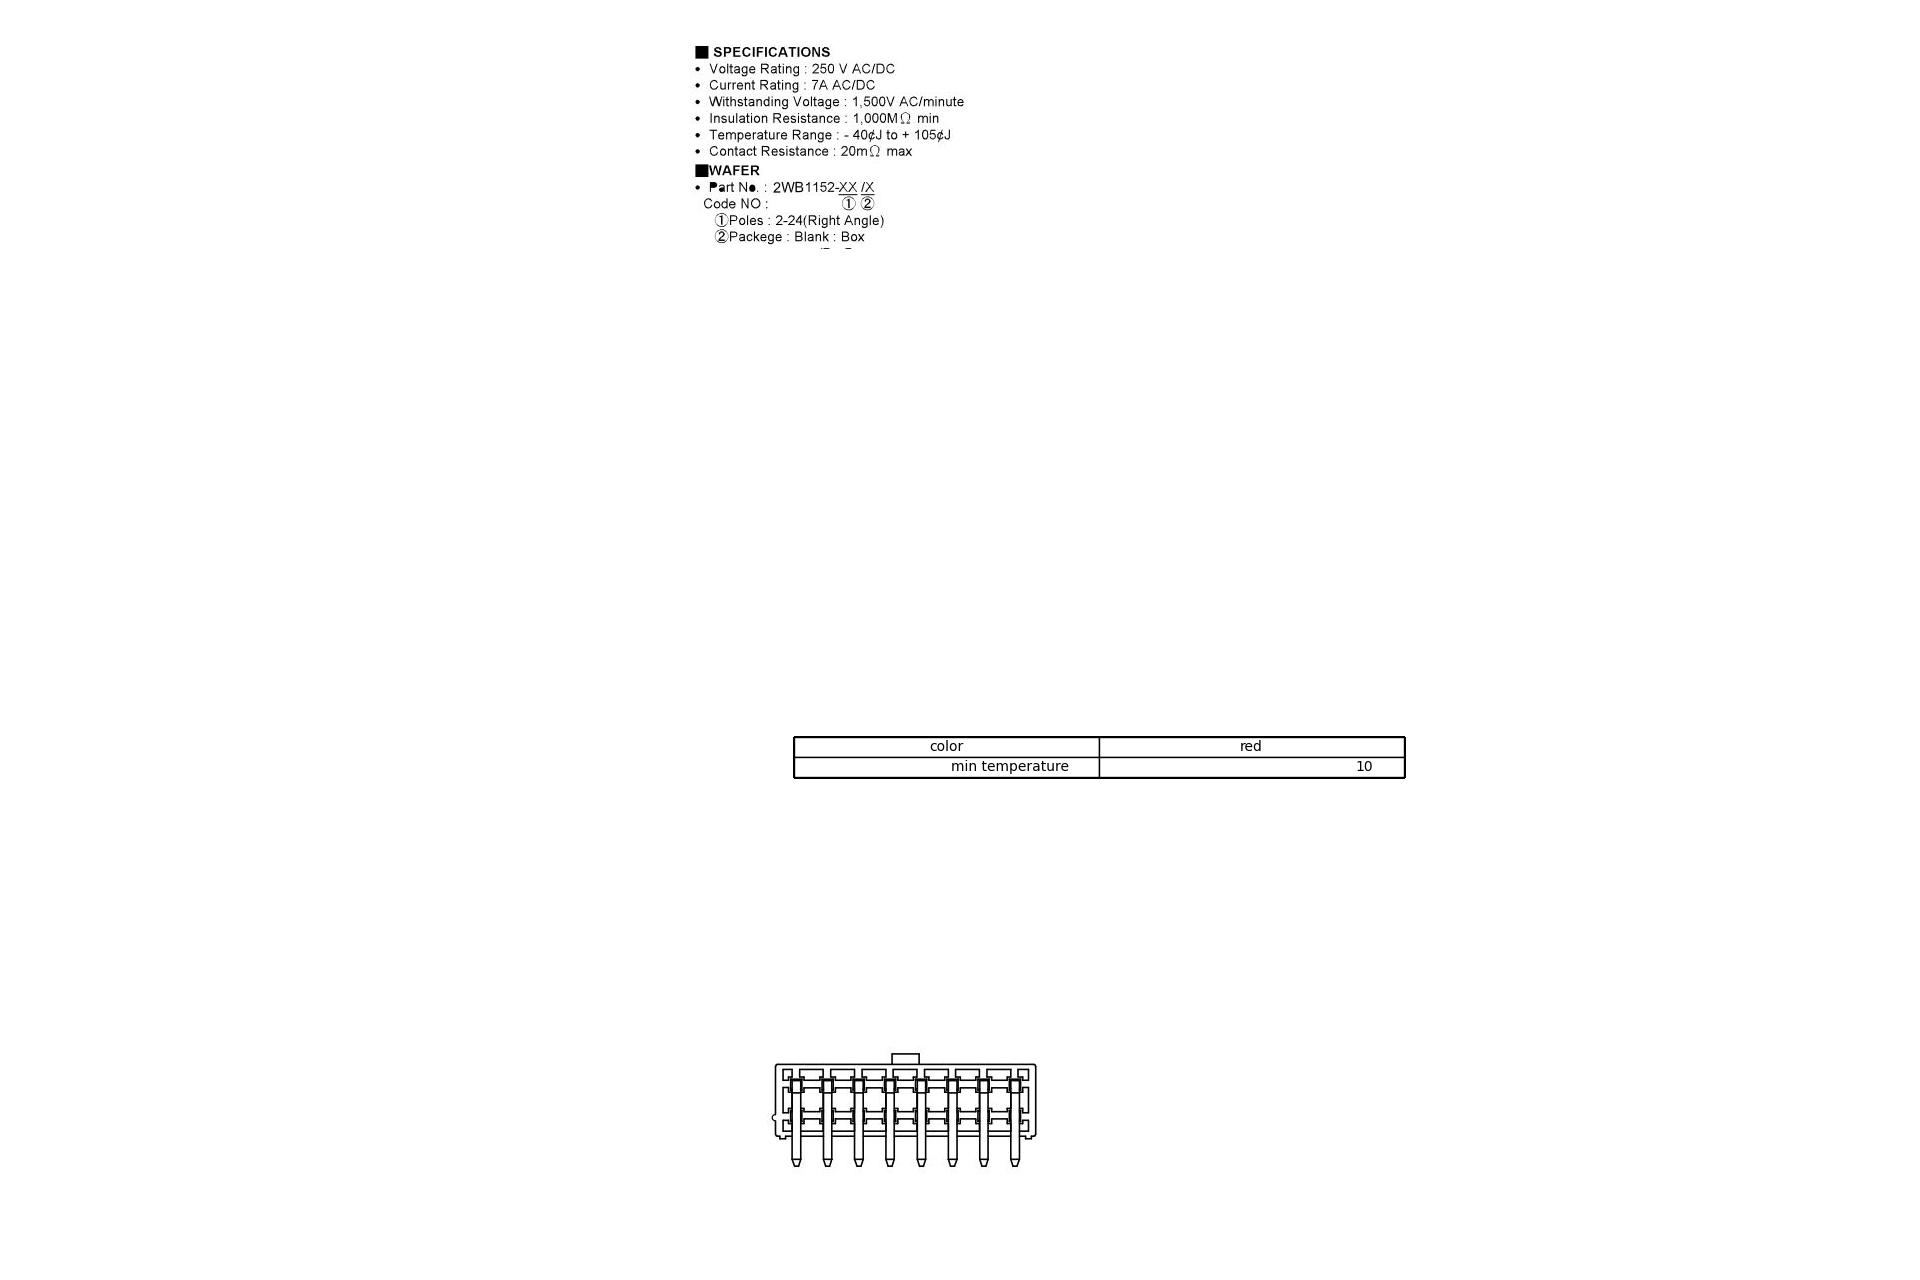 ■ SPECIFICATIONS
• Voltage Rating : 250 V AC/DC
• Current Rating : 7A AC/DC
• Withstanding Voltage : 1,500V AC/minute
• Insulation Resistance : 1,000MΩ min
• Temperature Range : - 40¢J to + 105¢J
• Contact Resistance : 20mΩ max
■WAFER
• Part No. : 2WB1152-XX /X
Code NO : ① ②
①Poles : 2-24(Right Angle)
②Packege : Blank : Box
color red
min temperature 10